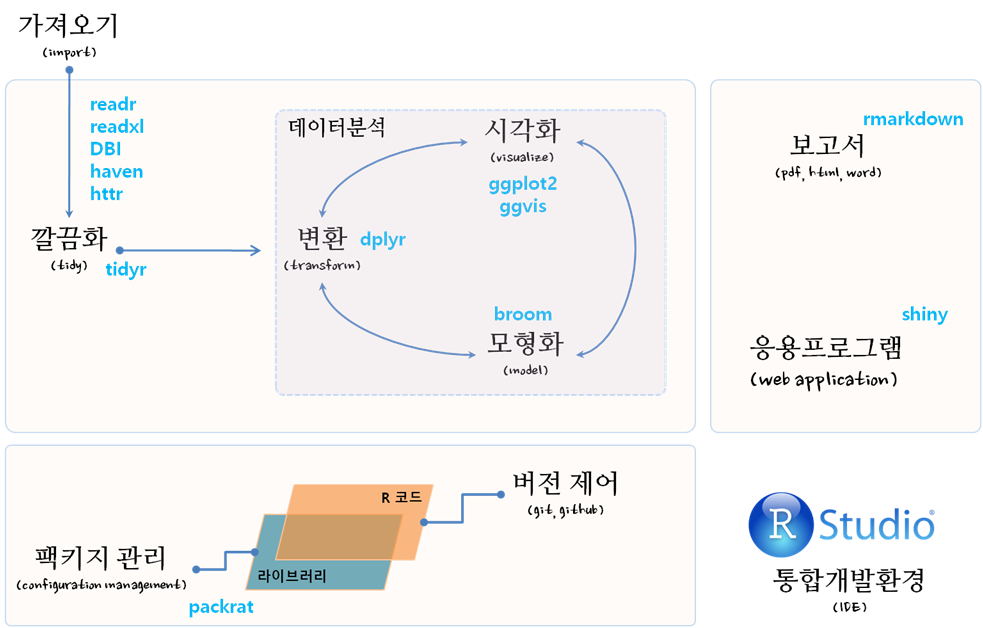 가져오기
(import)
readr
readxl
DBI
haven
httr
깔끔화
(tidy)
tidyr
데이터분석
시각화
(visualize)
ggplot2
ggvis
변환
dplyr
(transform)
broom
모형화
(model)
rmarkdown
보고서
(pdf, html, word)
shiny
응용프로그램
(web application)
R 코드
라이브러리
버전 제어
(git, github)
팩키지 관리
(configuration management)
packrat
R Studio®
통합개발환경
(IDE)